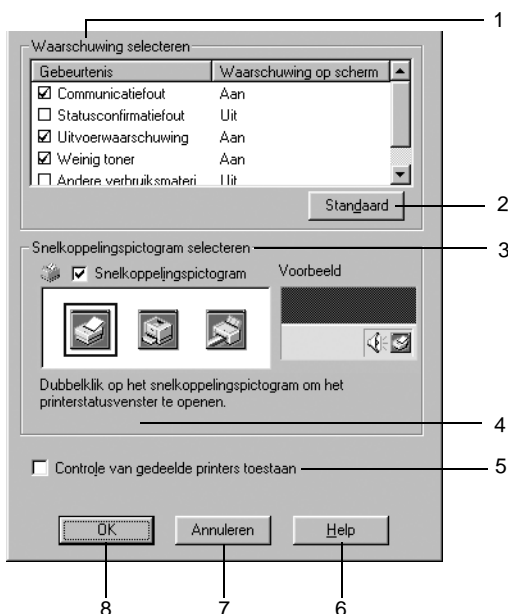 1
Waarschuwing selecteren
Gebeurtenis Waarschuwing op scherm
Communicatiefout Aan
Statusconfirmatiefout Uit
Uitvoerwaarschuwing Aan
Weinig toner Aan
Andere verbruiksmateri Uit
Standaard 2
Snelkoppelingspictogram selecteren 3
Snelkoppelingspictogram Voorbeeld
Dubbelklik op het snelkoppelingspictogram om het
printerstatusvenster te openen.
4
Controle van gedeelde printers toestaan 5
OK Annuleren Help
8 7 6